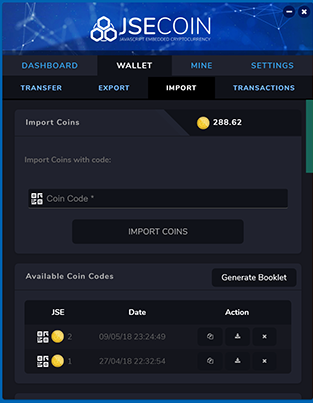 JSECOIN
JAVASCRIPT EMBEDDED CRYPTOCURRENCY
DASHBOARD WALLET MINE SETTINGS
TRANSFER EXPORT IMPORT TRANSACTIONS
Import Coins 288.62
Import Coins with code:
Coin Code *
IMPORT COINS
Available Coin Codes Generate Booklet
JSE Date Action
2 09/05/18 23:24:49
1 27/04/18 22:32:54